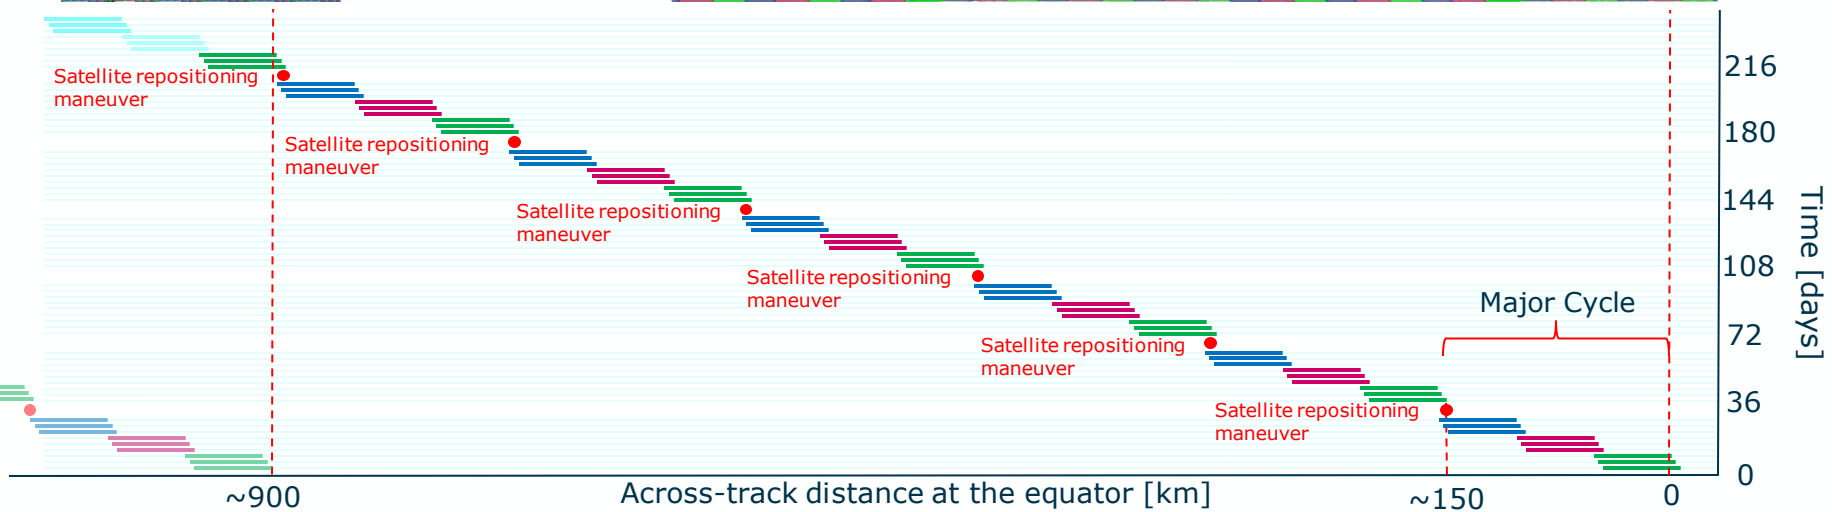 216
Satellite repositioning
maneuver
180
Satellite repositioning
maneuver
144
Satellite repositioning
maneuver
108
Satellite repositioning
maneuver
Time [days]
Major Cycle
72
Satellite repositioning
maneuver
36
Satellite repositioning
maneuver
0
~900
Across-track distance at the equator [km]
~150
0